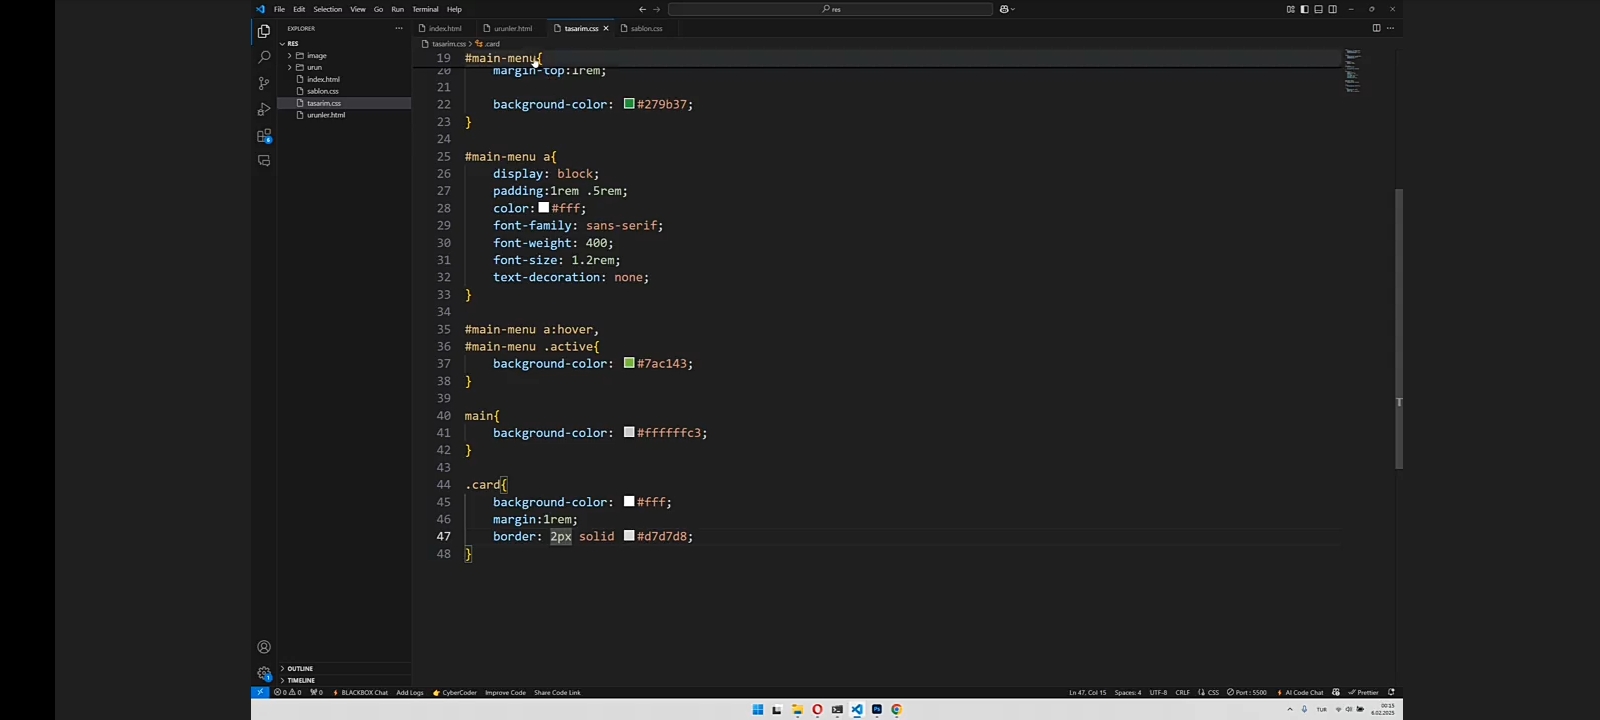 File Edit Selection View Go Run Terminal Help
res
EXPLORER
RES
image
urun
index.html
sablon.css
tasarim.css
urunler.html
OUTLINE
TIMELINE
index.html urunler.html tasarim.css sablon.css
tasarim.css > .card
19 #main-menu{
20 margin-top:1rem;
21
22 background-color: #279b37;
23 }
24
25 #main-menu a{
26 display: block;
27 padding:1rem .5rem;
28 color: #fff;
29 font-family: sans-serif;
30 font-weight: 400;
31 font-size: 1.2rem;
32 text-decoration: none;
33 }
34
35 #main-menu a:hover,
36 #main-menu .active{
37 background-color: #7ac143;
38 }
39
40 main{
41 background-color: #ffffffc3;
42 }
43
44 .card{
45 background-color: #fff;
46 margin:1rem;
47 border: 2px solid #d7d7d8;
48 }
0 0 0 BLACKBOX Chat Add Logs CyberCoder Improve Code Share Code Link Ln 47, Col 15 Spaces: 4 UTF-8 CRLF CSS Port : 5500 AI Code Chat Prettier
TUR 00:15
6.02.2025